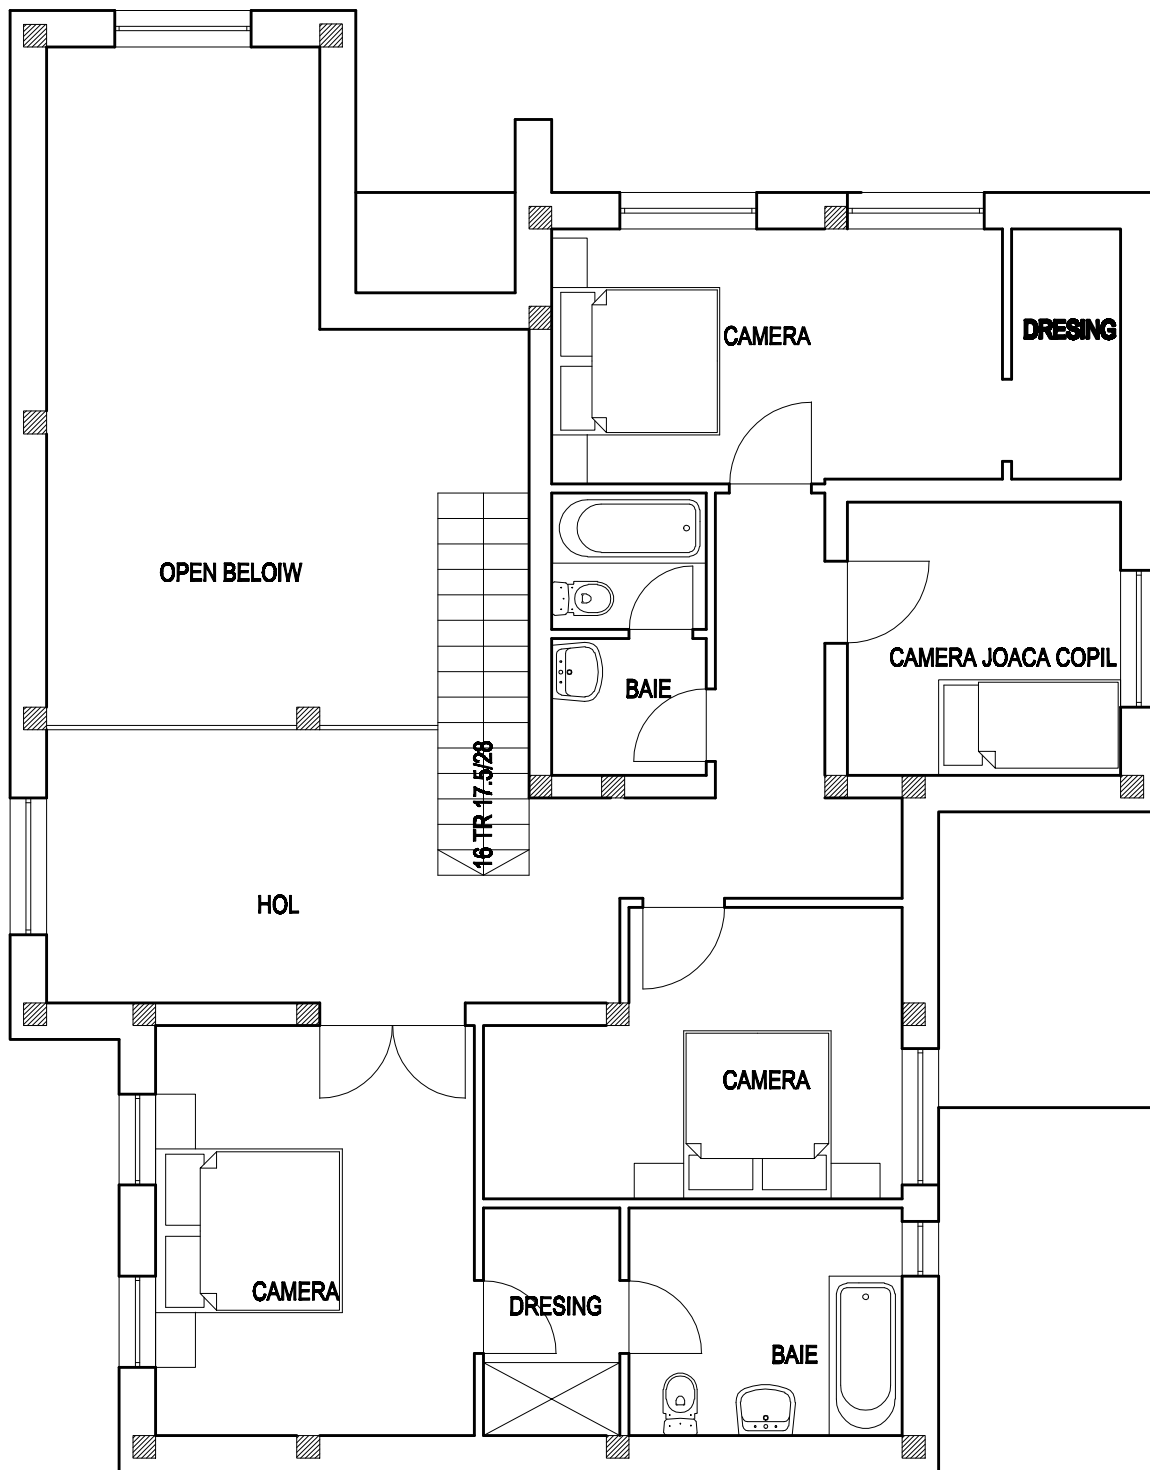 CAMERA
DRESING
OPEN BELOIW
CAMERA JOACA COPIL
BAIE
16 TR 17.5/28
HOL
CAMERA
CAMERA
DRESING
BAIE